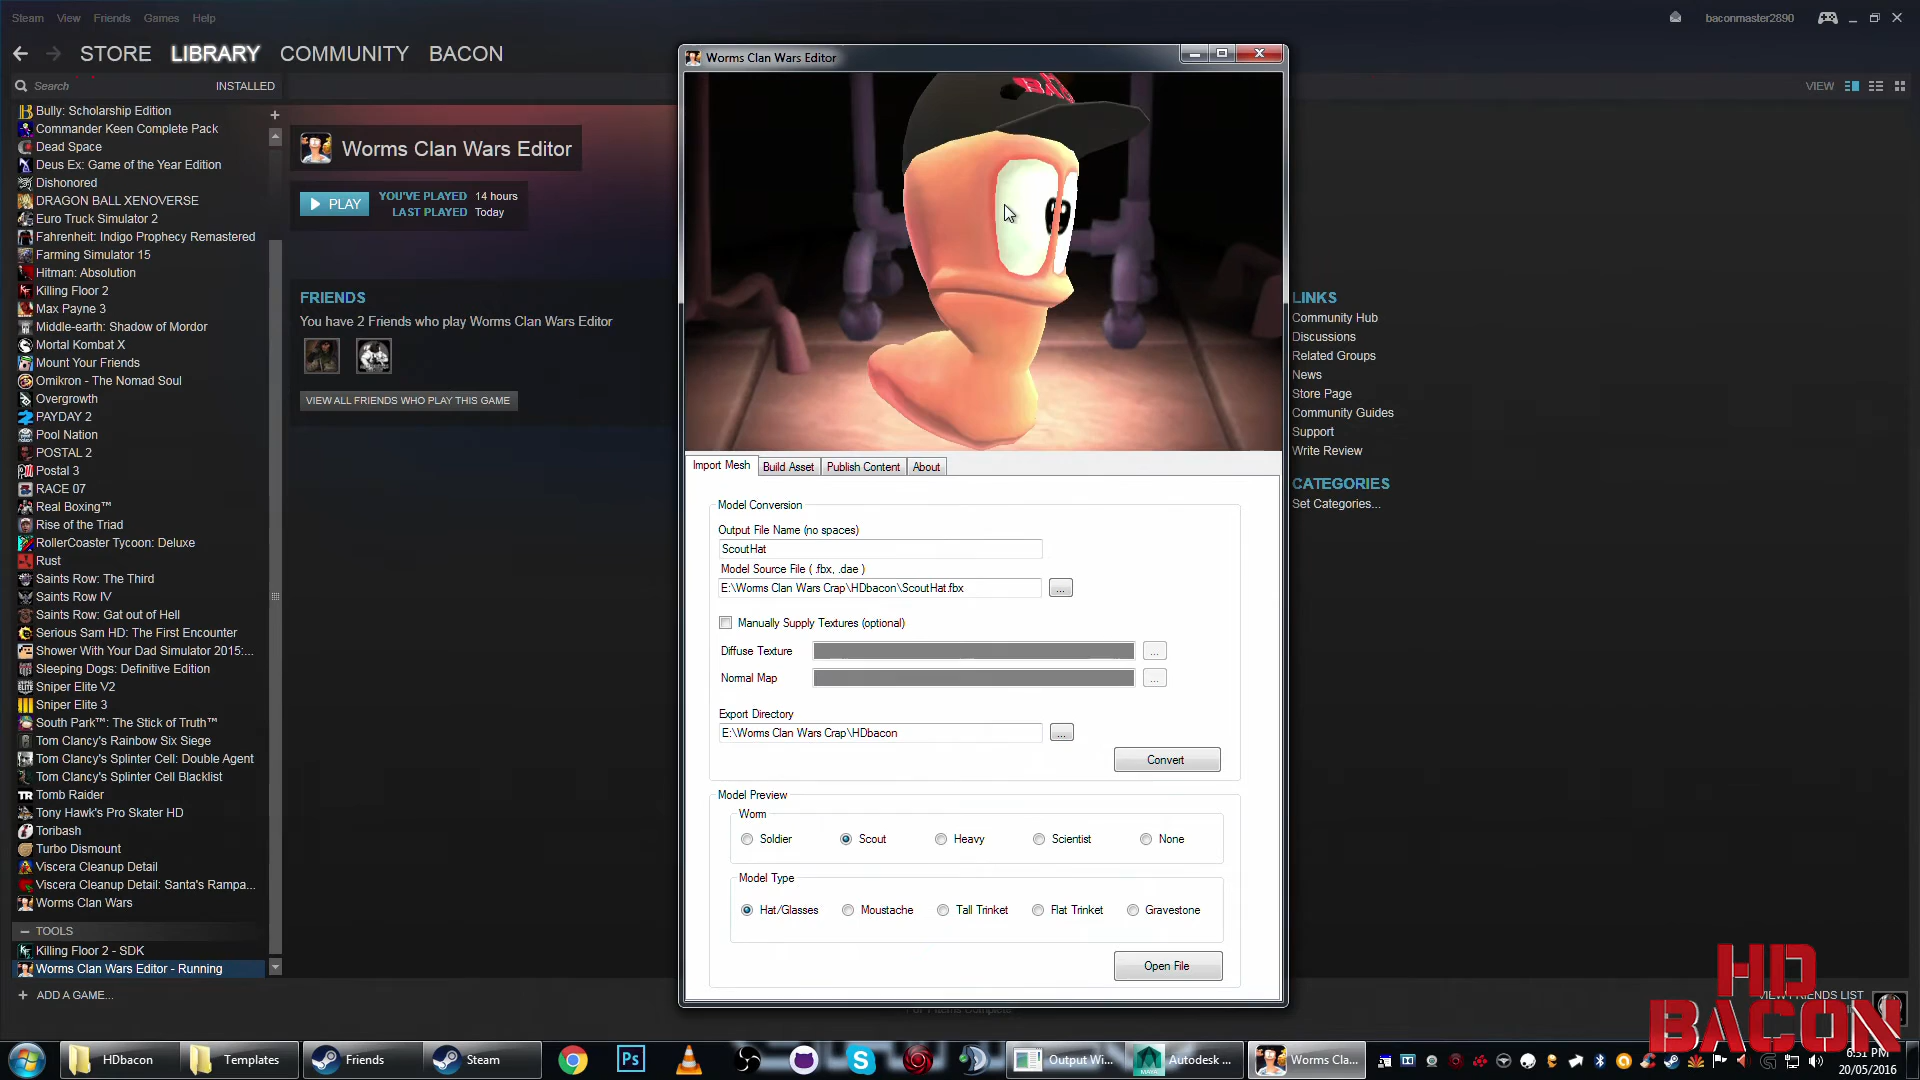 Steam View Friends Games Help
baconmaster2890
STORE LIBRARY COMMUNITY BACON
Search INSTALLED
VIEW
Bully: Scholarship Edition
Commander Keen Complete Pack
Dead Space
Deus Ex: Game of the Year Edition
Dishonored
DRAGON BALL XENOVERSE
Euro Truck Simulator 2
Fahrenheit: Indigo Prophecy Remastered
Farming Simulator 15
Hitman: Absolution
Killing Floor 2
Max Payne 3
Middle-earth: Shadow of Mordor
Mortal Kombat X
Mount Your Friends
Omikron - The Nomad Soul
Overgrowth
PAYDAY 2
Pool Nation
POSTAL 2
Postal 3
RACE 07
Real Boxing™
Rise of the Triad
RollerCoaster Tycoon: Deluxe
Rust
Saints Row: The Third
Saints Row IV
Saints Row: Gat out of Hell
Serious Sam HD: The First Encounter
Shower With Your Dad Simulator 2015:...
Sleeping Dogs: Definitive Edition
Sniper Elite V2
Sniper Elite 3
South Park™: The Stick of Truth™
Tom Clancy's Rainbow Six Siege
Tom Clancy's Splinter Cell: Double Agent
Tom Clancy's Splinter Cell Blacklist
Tomb Raider
Tony Hawk's Pro Skater HD
Toribash
Turbo Dismount
Viscera Cleanup Detail
Viscera Cleanup Detail: Santa's Rampa...
Worms Clan Wars
TOOLS
Killing Floor 2 - SDK
Worms Clan Wars Editor - Running
ADD A GAME...
Worms Clan Wars Editor
PLAY
YOU'VE PLAYED 14 hours
LAST PLAYED Today
FRIENDS
You have 2 Friends who play Worms Clan Wars Editor
VIEW ALL FRIENDS WHO PLAY THIS GAME
Worms Clan Wars Editor
Import Mesh Build Asset Publish Content About
Model Conversion
Output File Name (no spaces)
ScoutHat
Model Source File ( .fbx, .dae )
E:\Worms Clan Wars Crap\HDbacon\ScoutHat.fbx
...
Manually Supply Textures (optional)
Diffuse Texture ...
Normal Map ...
Export Directory
E:\Worms Clan Wars Crap\HDbacon
...
Convert
Model Preview
Worm
Soldier Scout Heavy Scientist None
Model Type
Hat/Glasses Moustache Tall Trinket Flat Trinket Gravestone
Open File
LINKS
Community Hub
Discussions
Related Groups
News
Store Page
Community Guides
Support
Write Review
CATEGORIES
Set Categories...
VIEW FRIENDS LIST
HD
BACON
HDbacon Templates Friends Steam Ps Output Wi... Autodesk ... Worms Cla...
6:51 PM
20/05/2016